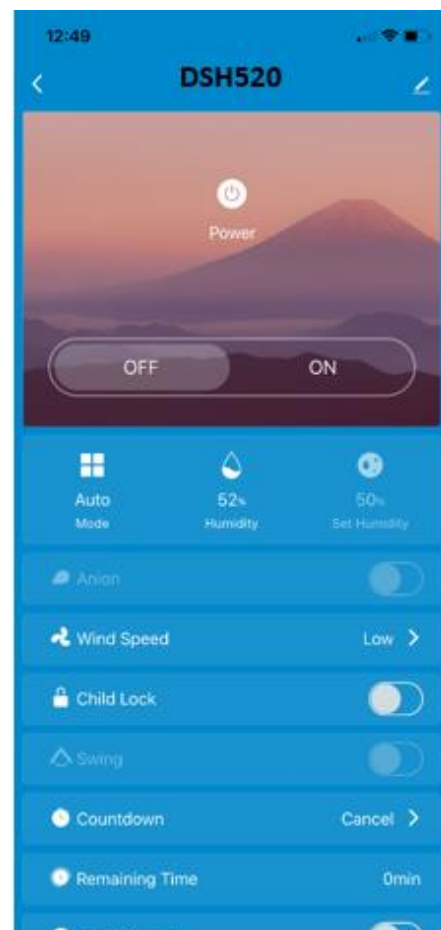 12:49
DSH520
Power
OFF ON
Auto 52% 50%
Mode Humidity Set Humidity
Anion
Wind Speed Low
Child Lock
Swing
Countdown Cancel
Remaining Time 0min